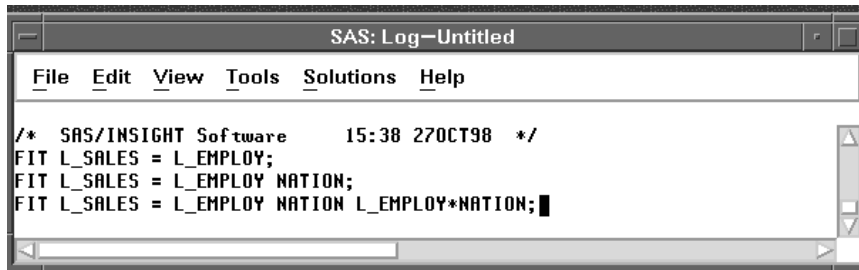 SAS: Log—Untitled
File Edit View Tools Solutions Help
/* SAS/INSIGHT Software 15:38 27OCT98 */
FIT L_SALES = L_EMPLOY;
FIT L_SALES = L_EMPLOY NATION;
FIT L_SALES = L_EMPLOY NATION L_EMPLOY*NATION;